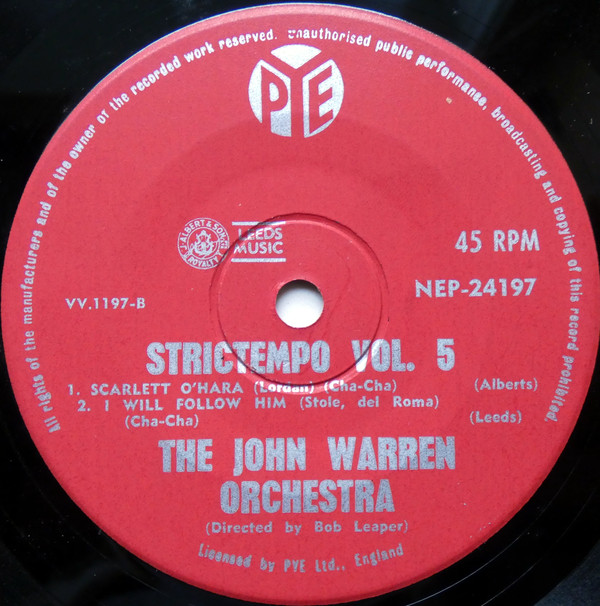 All rights of the manufacturers and of the owner of the recorded work reserved. Unauthorised public performance, broadcasting and copying of this record prohibited.
PYE
J. ALBERT & SON
ROYALTY
LEEDS
MUSIC
45 RPM
NEP-24197
VV.1197-B
STRICTEMPO VOL. 5
1. SCARLETT O'HARA (Lordan) (Cha-Cha) (Alberts)
2. I WILL FOLLOW HIM (Stole, del Roma)
(Cha-Cha) (Leeds)
THE JOHN WARREN
ORCHESTRA
(Directed by Bob Leaper)
Licensed by PYE Ltd., England